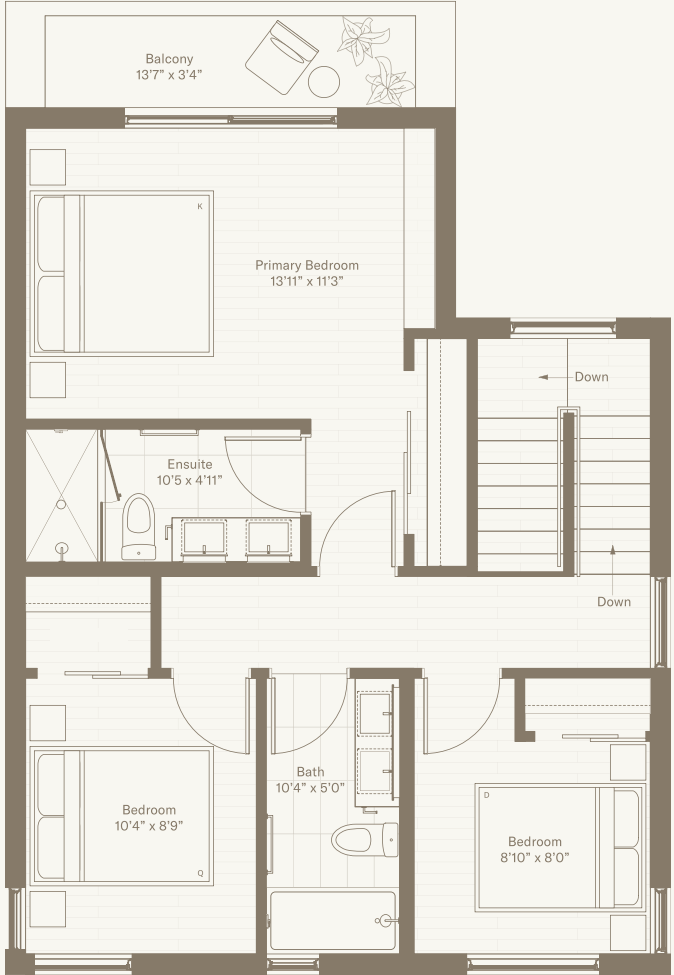 Balcony
13’7” x 3’4”
K
Primary Bedroom
13’11” x 11’3”
Down
Ensuite
10’5 x 4’11”
Down
Bath
10’4” x 5’0”
Bedroom
10’4” x 8’9”
Q
D
Bedroom
8’10” x 8’0”